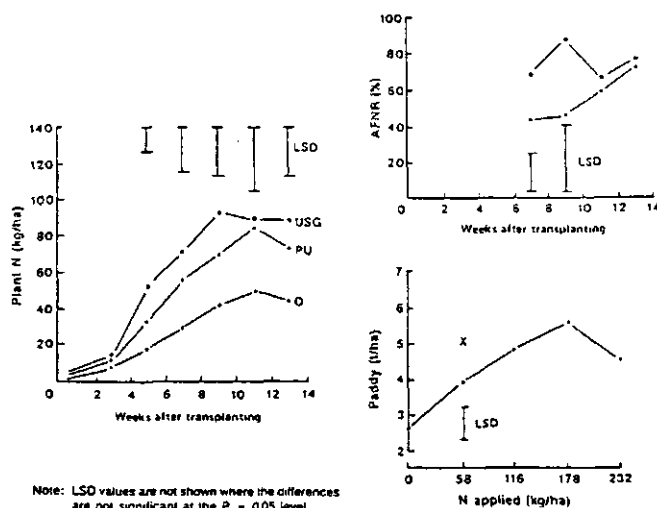 140
120
100
80
60
40
20
Plant N (kg/ha)
LSD
USG
PU
O
0 2 4 6 8 10 12 14
Weeks after transplanting
100
80
60
40
20
AFNR (%)
LSD
0 2 4 6 8 10 12 14
Weeks after transplanting
7
6
5
4
3
2
Paddy (t/ha)
x
LSD
0 58 116 178 232
N applied (kg/ha)
Note: LSD values are not shown where the differences
are not significant at the P = 0.05 level